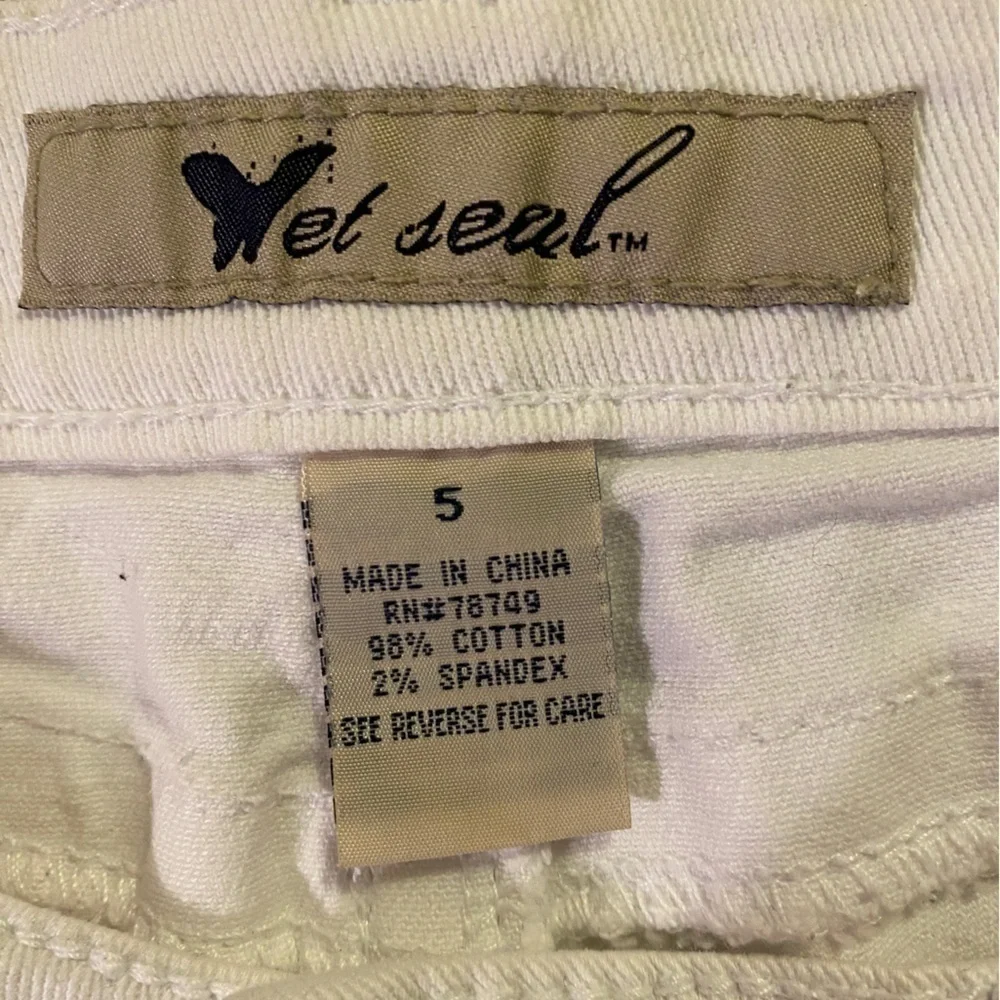 Wet seal™
5
MADE IN CHINA
RN#78749
98% COTTON
2% SPANDEX
SEE REVERSE FOR CARE